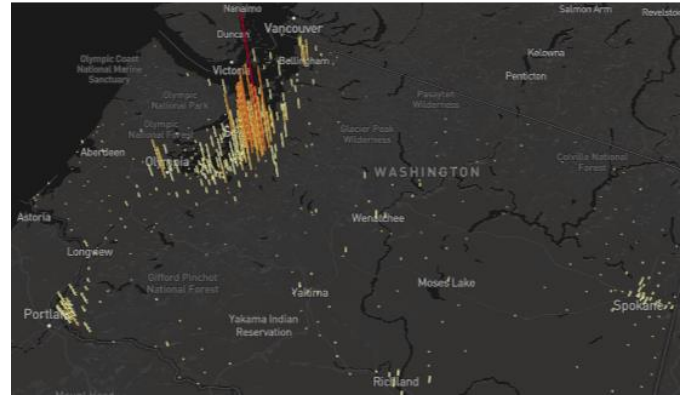 Nanaimo
Salmon Arm
Revelstoke
Duncan
Vancouver
Kelowna
Olympic Coast
National Marine
Sanctuary
Victoria
Bellingham
Penticton
Olympic
National Park
Pasayten
Wilderness
Olympic
National Forest
Glacier Peak
Wilderness
Aberdeen
Olympia
WASHINGTON
Colville National
Forest
Astoria
Wenatchee
Longview
Gifford Pinchot
National Forest
Yakima
Moses Lake
Spokane
Portland
Yakama Indian
Reservation
Richland
Mount Hood